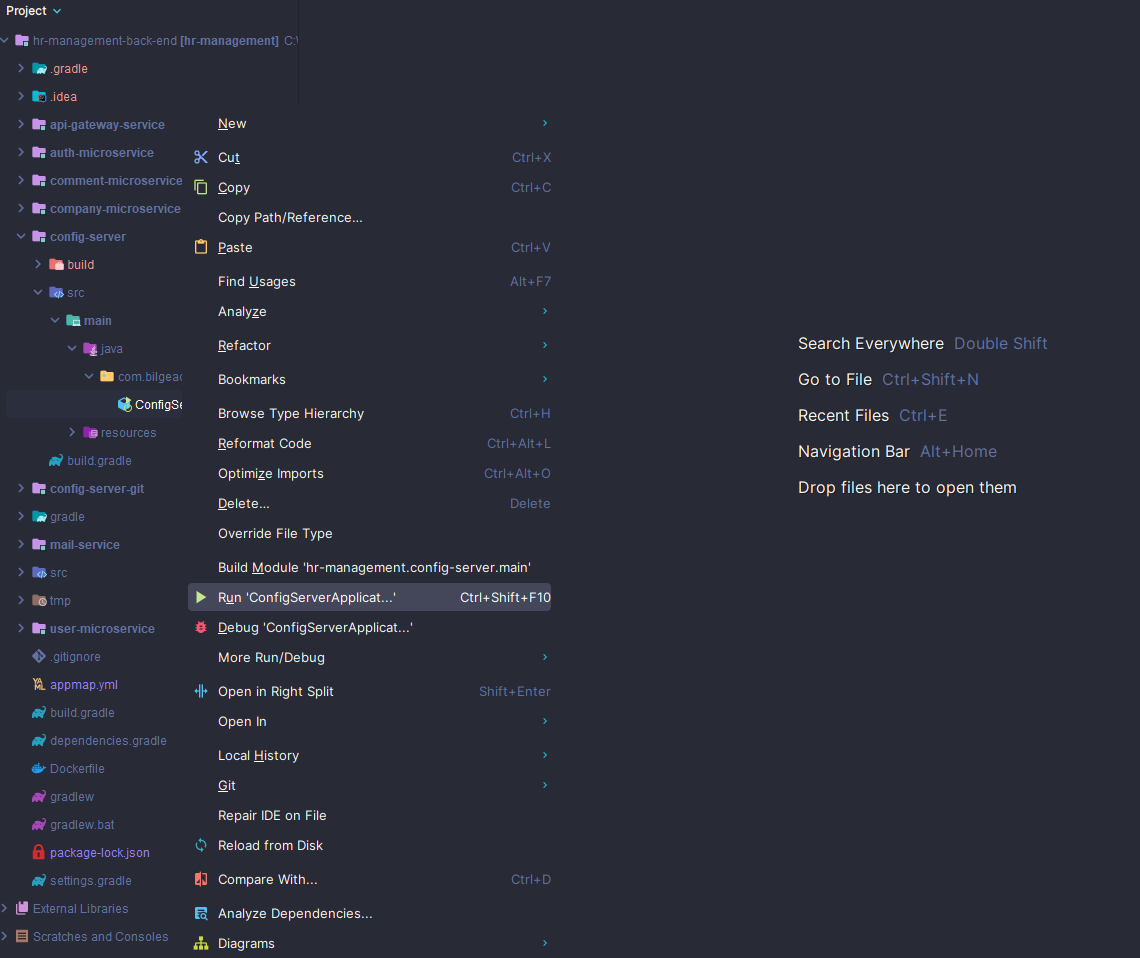 Project
hr-management-back-end [hr-management] C:\
.gradle
.idea
api-gateway-service
auth-microservice
comment-microservice
company-microservice
config-server
build
src
main
java
com.bilgeac
ConfigSe
resources
build.gradle
config-server-git
gradle
mail-service
src
tmp
user-microservice
.gitignore
appmap.yml
build.gradle
dependencies.gradle
Dockerfile
gradlew
gradlew.bat
package-lock.json
settings.gradle
External Libraries
Scratches and Consoles
New
Cut Ctrl+X
Copy Ctrl+C
Copy Path/Reference...
Paste Ctrl+V
Find Usages Alt+F7
Analyze
Refactor
Bookmarks
Browse Type Hierarchy Ctrl+H
Reformat Code Ctrl+Alt+L
Optimize Imports Ctrl+Alt+O
Delete... Delete
Override File Type
Build Module 'hr-management.config-server.main'
Run 'ConfigServerApplicat...' Ctrl+Shift+F10
Debug 'ConfigServerApplicat...'
More Run/Debug
Open in Right Split Shift+Enter
Open In
Local History
Git
Repair IDE on File
Reload from Disk
Compare With... Ctrl+D
Analyze Dependencies...
Diagrams
Search Everywhere Double Shift
Go to File Ctrl+Shift+N
Recent Files Ctrl+E
Navigation Bar Alt+Home
Drop files here to open them